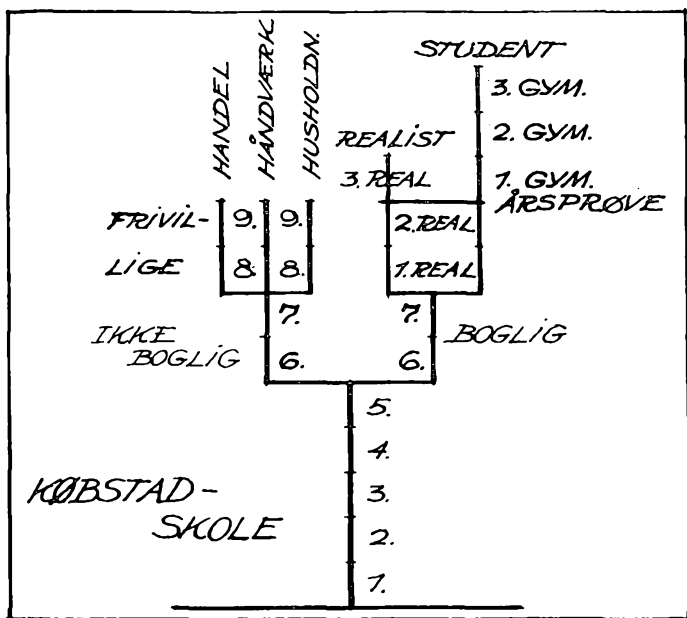 STUDENT
HANDEL
HÅNDVÆRK
HUSHOLDN.
3. GYM.
2. GYM.
REALIST
3. REAL
1. GYM.
ÅRSPRØVE
FRIVIL- 9. 9. 2. REAL
LIGE 8. 8. 1. REAL
7. 7.
IKKE BOGLIG
BOGLIG
6. 6.
5.
4.
KØBSTAD-
3.
SKOLE
2.
1.